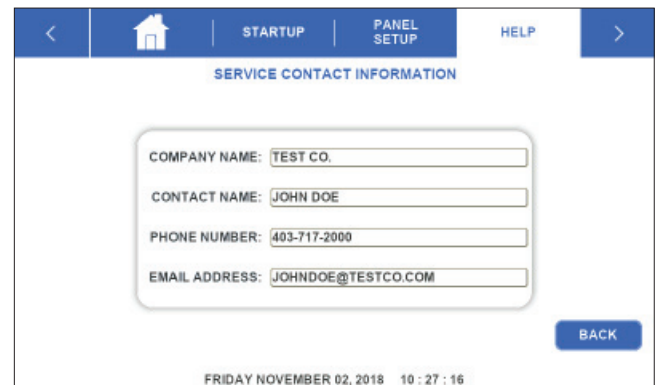 < STARTUP PANEL SETUP HELP >
SERVICE CONTACT INFORMATION
COMPANY NAME: TEST CO.
CONTACT NAME: JOHN DOE
PHONE NUMBER: 403-717-2000
EMAIL ADDRESS: JOHNDOE@TESTCO.COM
BACK
FRIDAY NOVEMBER 02, 2018 10 : 27 : 16